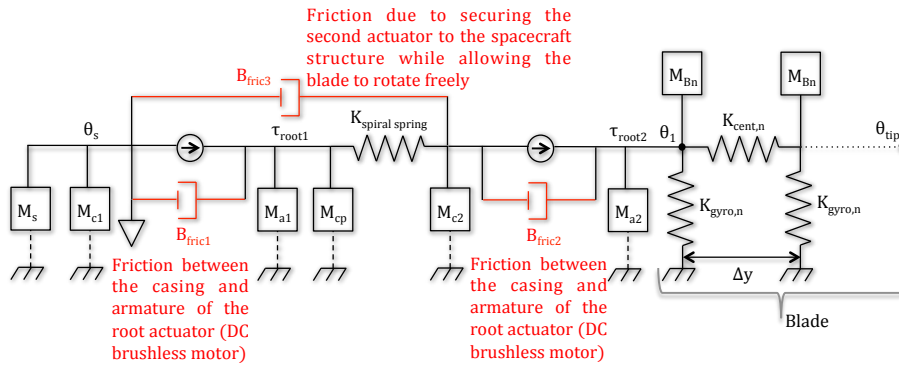 Friction due to securing the
second actuator to the spacecraft
structure while allowing the
blade to rotate freely
B_fric3
M_Bn
M_Bn
θ_s
τ_root1
K_spiral spring
τ_root2
θ_1
K_cent,n
θ_tip
M_s
M_c1
M_a1
M_cp
M_c2
M_a2
K_gyro,n
K_gyro,n
B_fric1
B_fric2
Δy
Friction between
the casing and
armature of the
root actuator (DC
brushless motor)
Friction between
the casing and
armature of the
root actuator (DC
brushless motor)
Blade